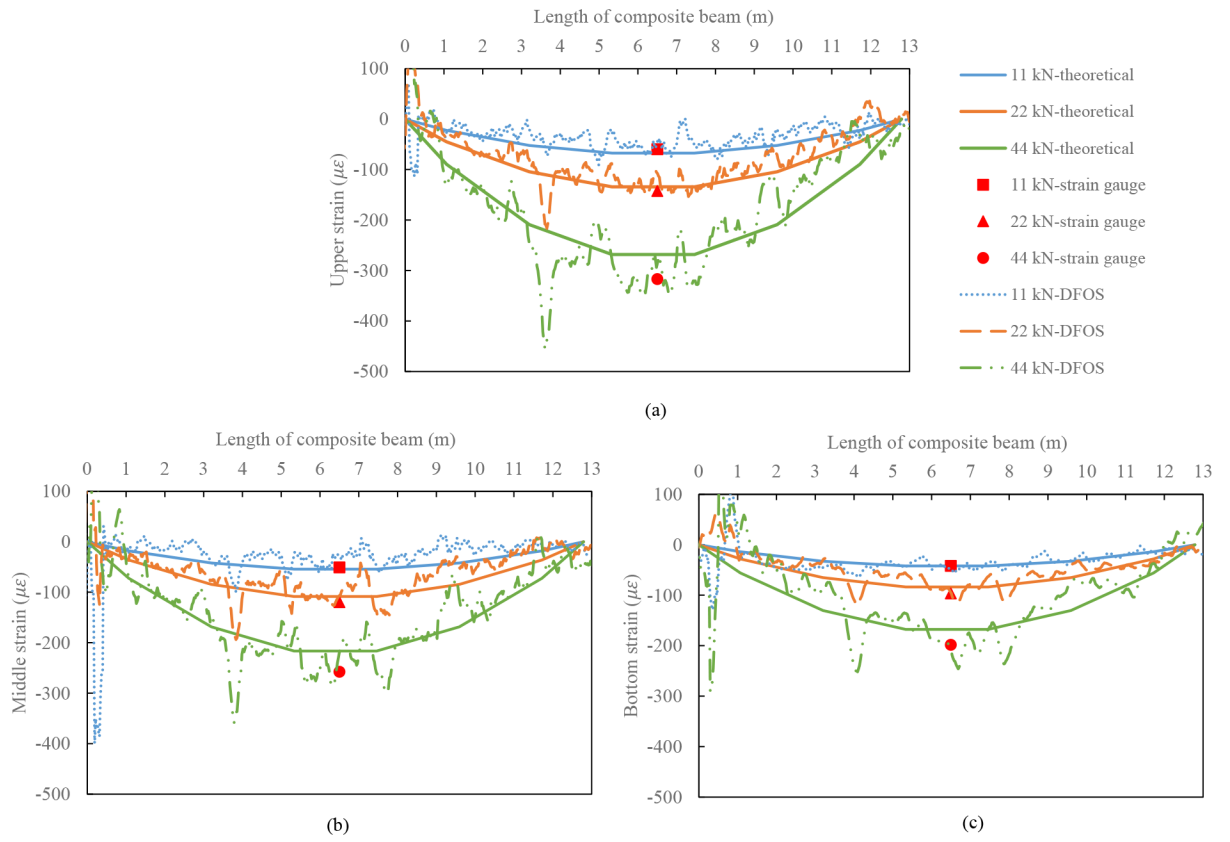 Length of composite beam (m)
0 1 2 3 4 5 6 7 8 9 10 11 12 13
100
0
-100
-200
-300
-400
-500
Upper strain (με)
11 kN-theoretical
22 kN-theoretical
44 kN-theoretical
11 kN-strain gauge
22 kN-strain gauge
44 kN-strain gauge
11 kN-DFOS
22 kN-DFOS
44 kN-DFOS
(a)
Length of composite beam (m)
0 1 2 3 4 5 6 7 8 9 10 11 12 13
100
0
-100
-200
-300
-400
-500
Middle strain (με)
(b)
Length of composite beam (m)
0 1 2 3 4 5 6 7 8 9 10 11 12 13
100
0
-100
-200
-300
-400
-500
Bottom strain (με)
(c)